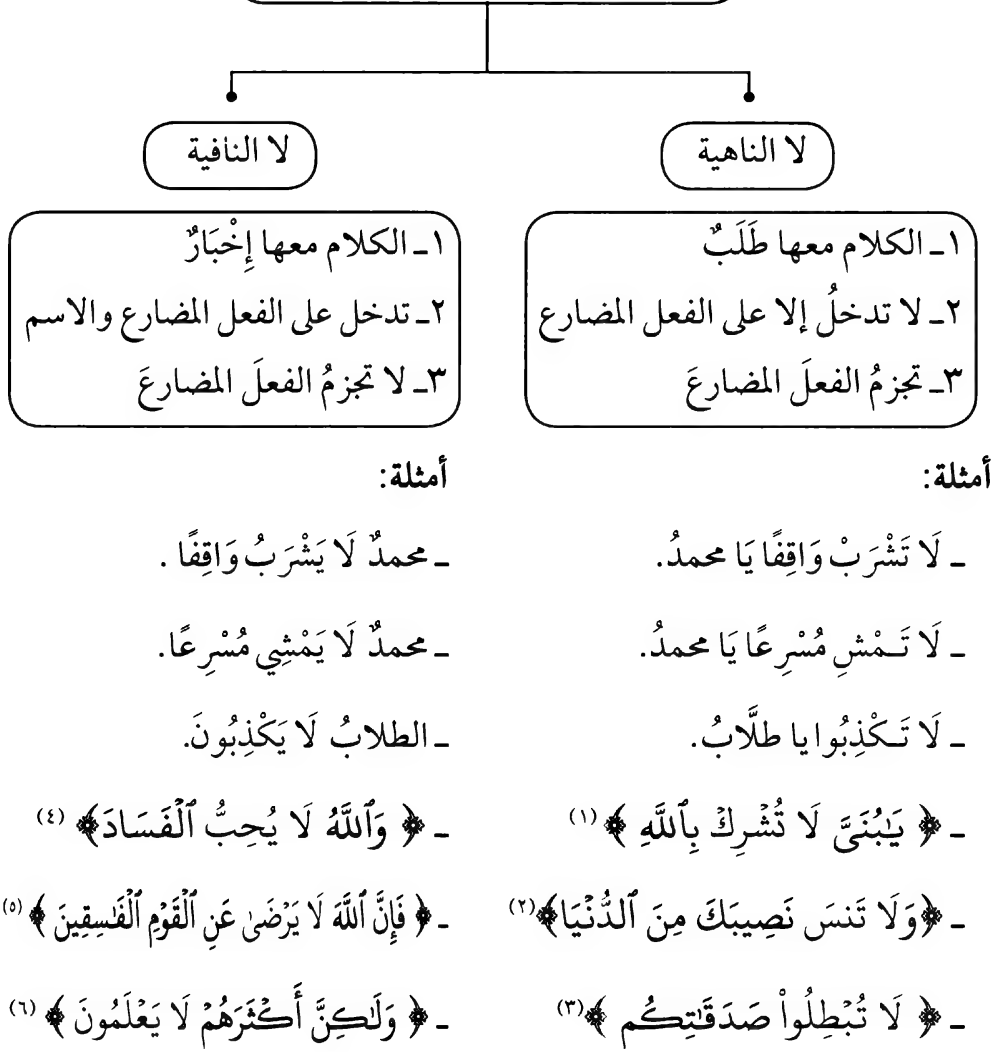 لا الناهية
١ـ الكلام معها طَلَبٌ
٢ـ لا تدخلُ إلا على الفعل المضارع
٣ـ تجزمُ الفعلَ المضارعَ
أمثلة:
ـ لَا تَشْرَبْ وَاقِفًا يَا محمدُ.
ـ لَا تَـمْشِ مُسْرِعًا يَا محمدُ.
ـ لَا تَـكْذِبُوا يا طلَّابُ.
ـ ﴿ يَٰبُنَىَّ لَا تُشْرِكْ بِٱللَّهِ ﴾ (١)
ـ ﴿وَلَا تَنسَ نَصِيبَكَ مِنَ ٱلدُّنْيَا﴾(٢)
ـ ﴿ لَا تُبْطِلُوا۟ صَدَقَٰتِكُم ﴾(٣)
لا النافية
١ـ الكلام معها إِخْبَارٌ
٢ـ تدخل على الفعل المضارع والاسم
٣ـ لا تجزمُ الفعلَ المضارعَ
أمثلة:
ـ محمدٌ لَا يَشْرَبُ وَاقِفًا .
ـ محمدٌ لَا يَمْشِي مُسْرِعًا.
ـ الطلابُ لَا يَكْذِبُونَ.
ـ ﴿ وَٱللَّهُ لَا يُحِبُّ ٱلْفَسَادَ﴾ (٤)
ـ ﴿ فَإِنَّ ٱللَّهَ لَا يَرْضَىٰ عَنِ ٱلْقَوْمِ ٱلْفَٰسِقِينَ ﴾ (٥)
ـ ﴿ وَلَٰكِنَّ أَكْثَرَهُمْ لَا يَعْلَمُونَ ﴾ (٦)